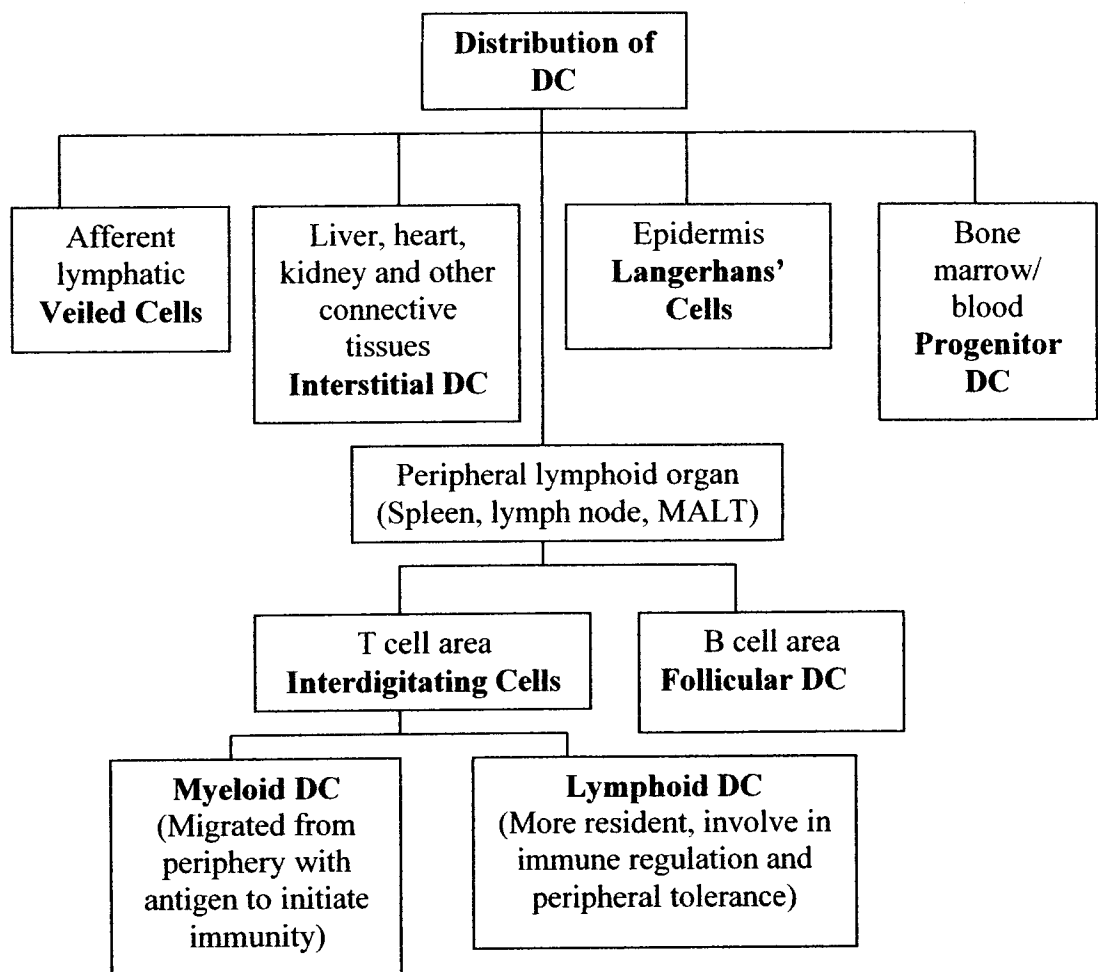 Distribution of
DC
Afferent
lymphatic
Veiled Cells
Liver, heart,
kidney and other
connective
tissues
Interstitial DC
Epidermis
Langerhans’
Cells
Bone
marrow/
blood
Progenitor
DC
Peripheral lymphoid organ
(Spleen, lymph node, MALT)
T cell area
Interdigitating Cells
B cell area
Follicular DC
Myeloid DC
(Migrated from
periphery with
antigen to initiate
immunity)
Lymphoid DC
(More resident, involve in
immune regulation and
peripheral tolerance)